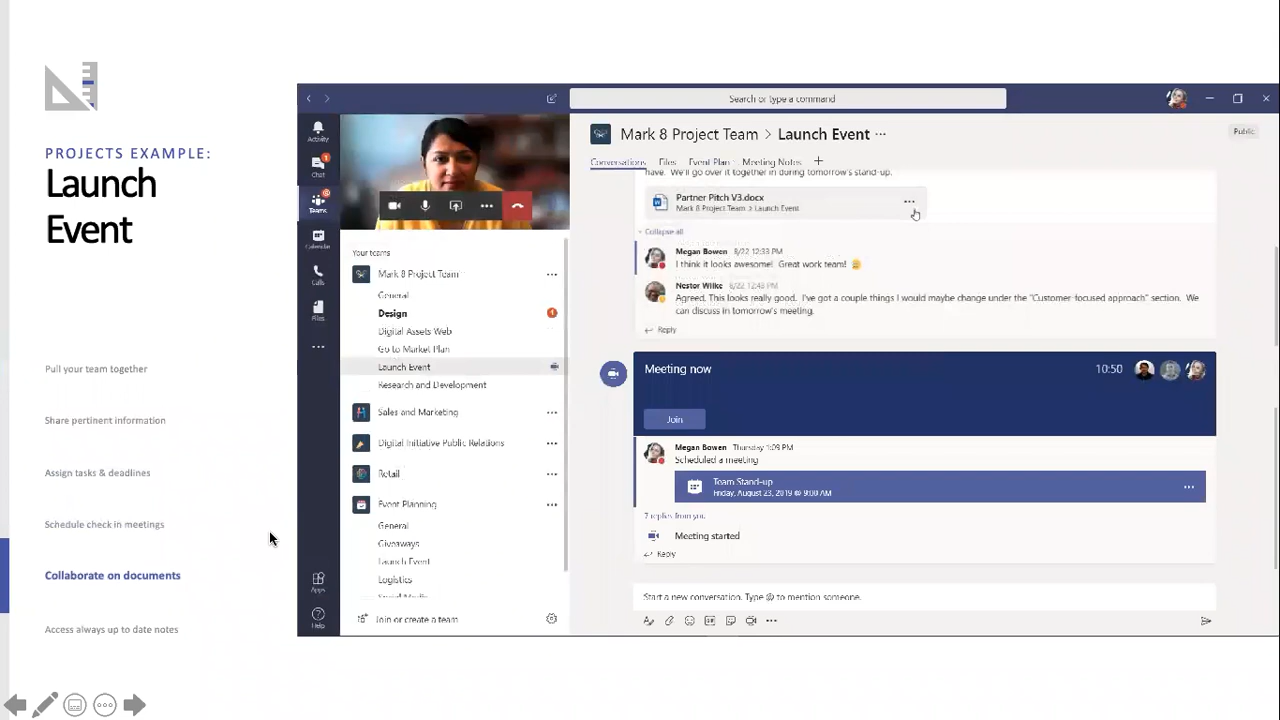 PROJECTS EXAMPLE:
Launch
Event
Pull your team together
Share pertinent information
Assign tasks & deadlines
Schedule check in meetings
Collaborate on documents
Access always up to date notes
Search or type a command
Activity
Chat
1
Teams
Calendar
Calls
Files
Apps
Help
Your teams
Mark 8 Project Team
General
Design
Digital Assets Web
Go to Market Plan
Launch Event
Research and Development
Sales and Marketing
Digital Initiative Public Relations
Retail
Event Planning
General
Giveaways
Launch Event
Logistics
Join or create a team
Mark 8 Project Team > Launch Event
Public
Conversations Files Event Plan Meeting Notes +
have. We'll go over it together in during tomorrow's stand-up.
Partner Pitch V3.docx
Mark 8 Project Team > Launch Event
Collapse all
Megan Bowen 8/22 12:33 PM
I think it looks awesome! Great work team!
Nestor Wilke 8/22 12:43 PM
Agreed. This looks really good. I've got a couple things I would maybe change under the "Customer-focused approach" section. We
can discuss in tomorrow's meeting.
Reply
Meeting now
10:50
Join
Megan Bowen Thursday 1:09 PM
Scheduled a meeting
Team Stand-up
Friday, August 23, 2019 @ 9:00 AM
7 replies from you
Meeting started
Reply
Start a new conversation. Type @ to mention someone.